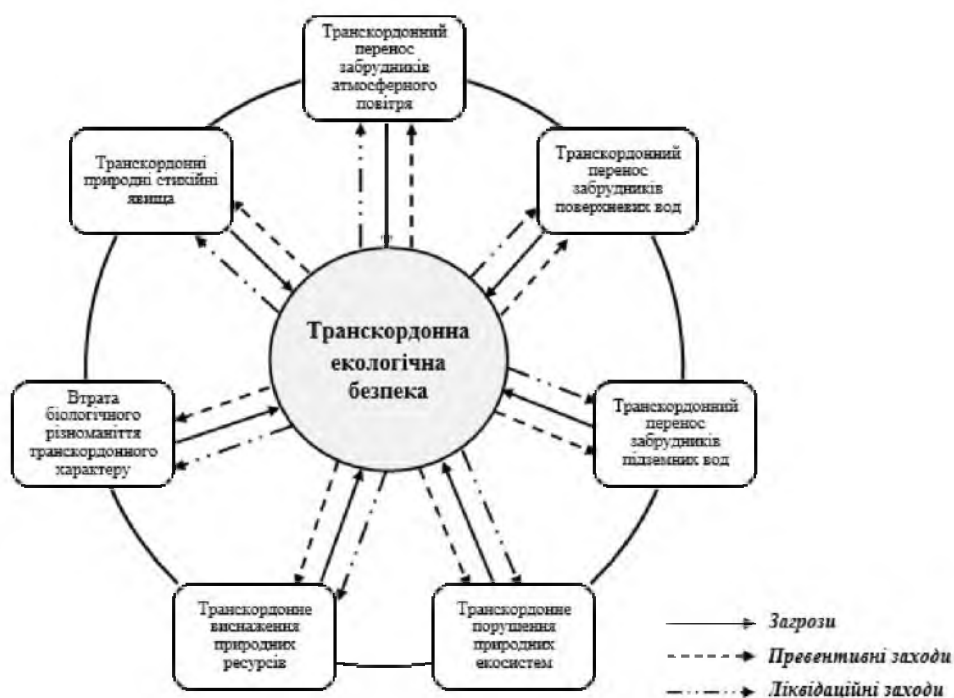 Транскордонний
перенос
забрудників
атмосферного
повітря
Транскордонні
природні стихійні
явища
Транскордонний
перенос
забрудників
поверхневих вод
Транскордонна
екологічна
безпека
Втрата
біологічного
різноманіття
транскордонного
характеру
Транскордонний
перенос
забрудників
підземних вод
Транскордонне
виснаження
природних
ресурсів
Транскордонне
порушення
природних
екосистем
Загрози
Превентивні заходи
Ліквідаційні заходи